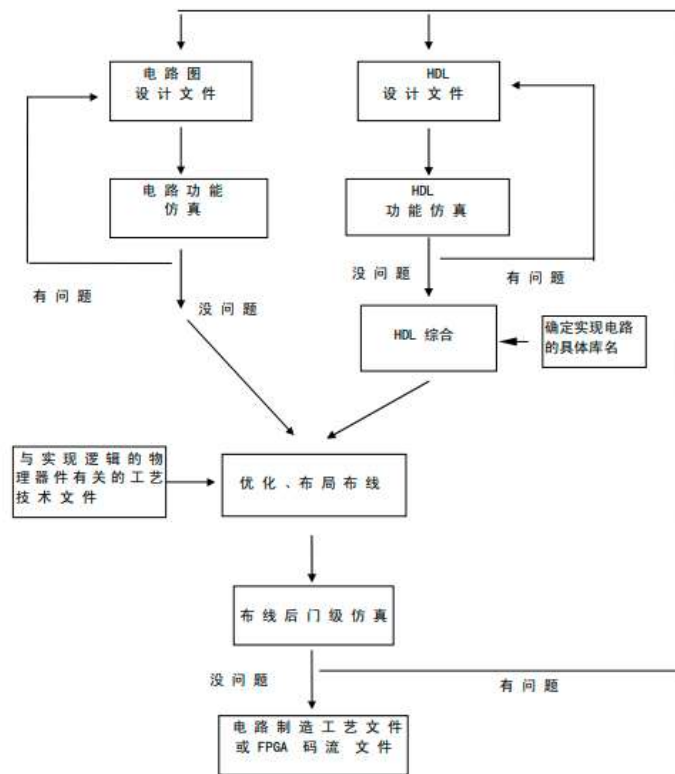 电路图
设计文件
HDL
设计文件
电路功能
仿真
HDL
功能仿真
没问题
有问题
有问题
没问题
HDL 综合
确定实现电路
的具体库名
与实现逻辑的物
理器件有关的工艺
技术文件
优化、布局布线
布线后门级仿真
没问题
有问题
电路制造工艺文件
或 FPGA 码流 文件